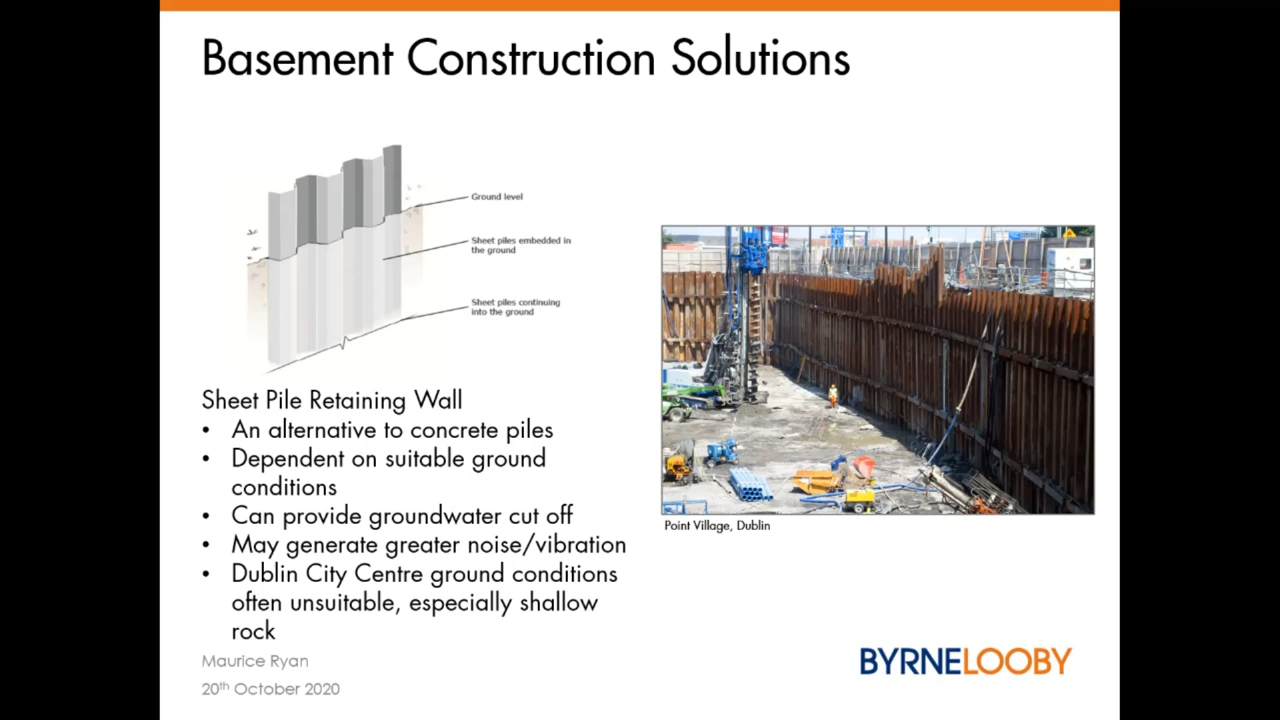 Basement Construction Solutions
Ground level
Sheet piles embedded in
the ground
Sheet piles continuing
into the ground
Sheet Pile Retaining Wall
• An alternative to concrete piles
• Dependent on suitable ground
conditions
• Can provide groundwater cut off
• May generate greater noise/vibration
• Dublin City Centre ground conditions
often unsuitable, especially shallow
rock
Point Village, Dublin
Maurice Ryan
20th October 2020
BYRNELOOBY